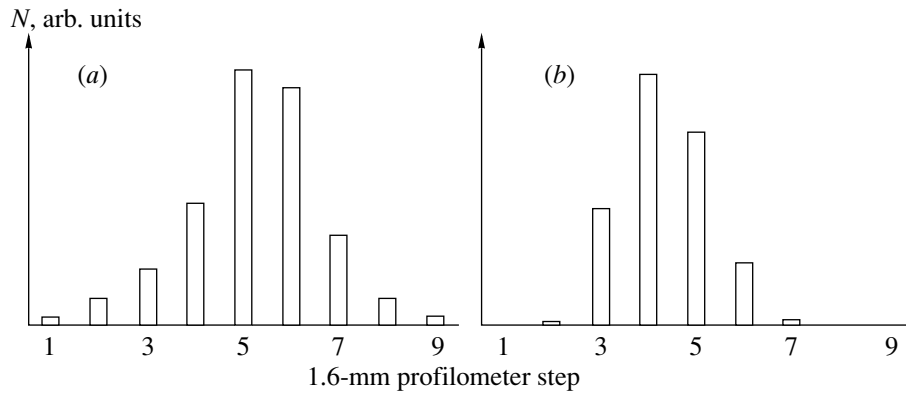 N, arb. units
(a)
(b)
1 3 5 7 9 1 3 5 7 9
1.6-mm profilometer step